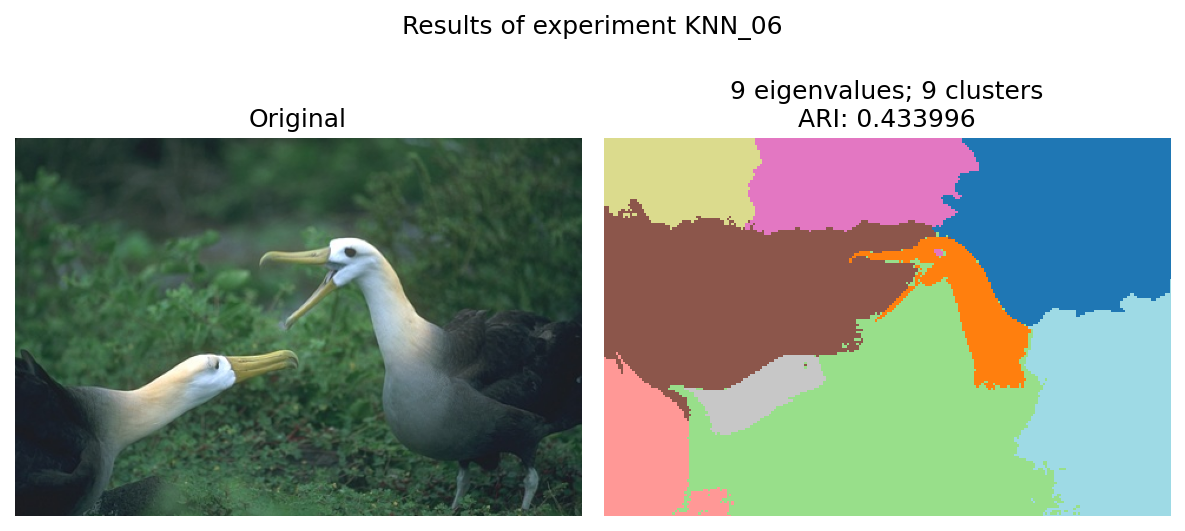 Results of experiment KNN_06
Original
9 eigenvalues; 9 clusters
ARI: 0.433996